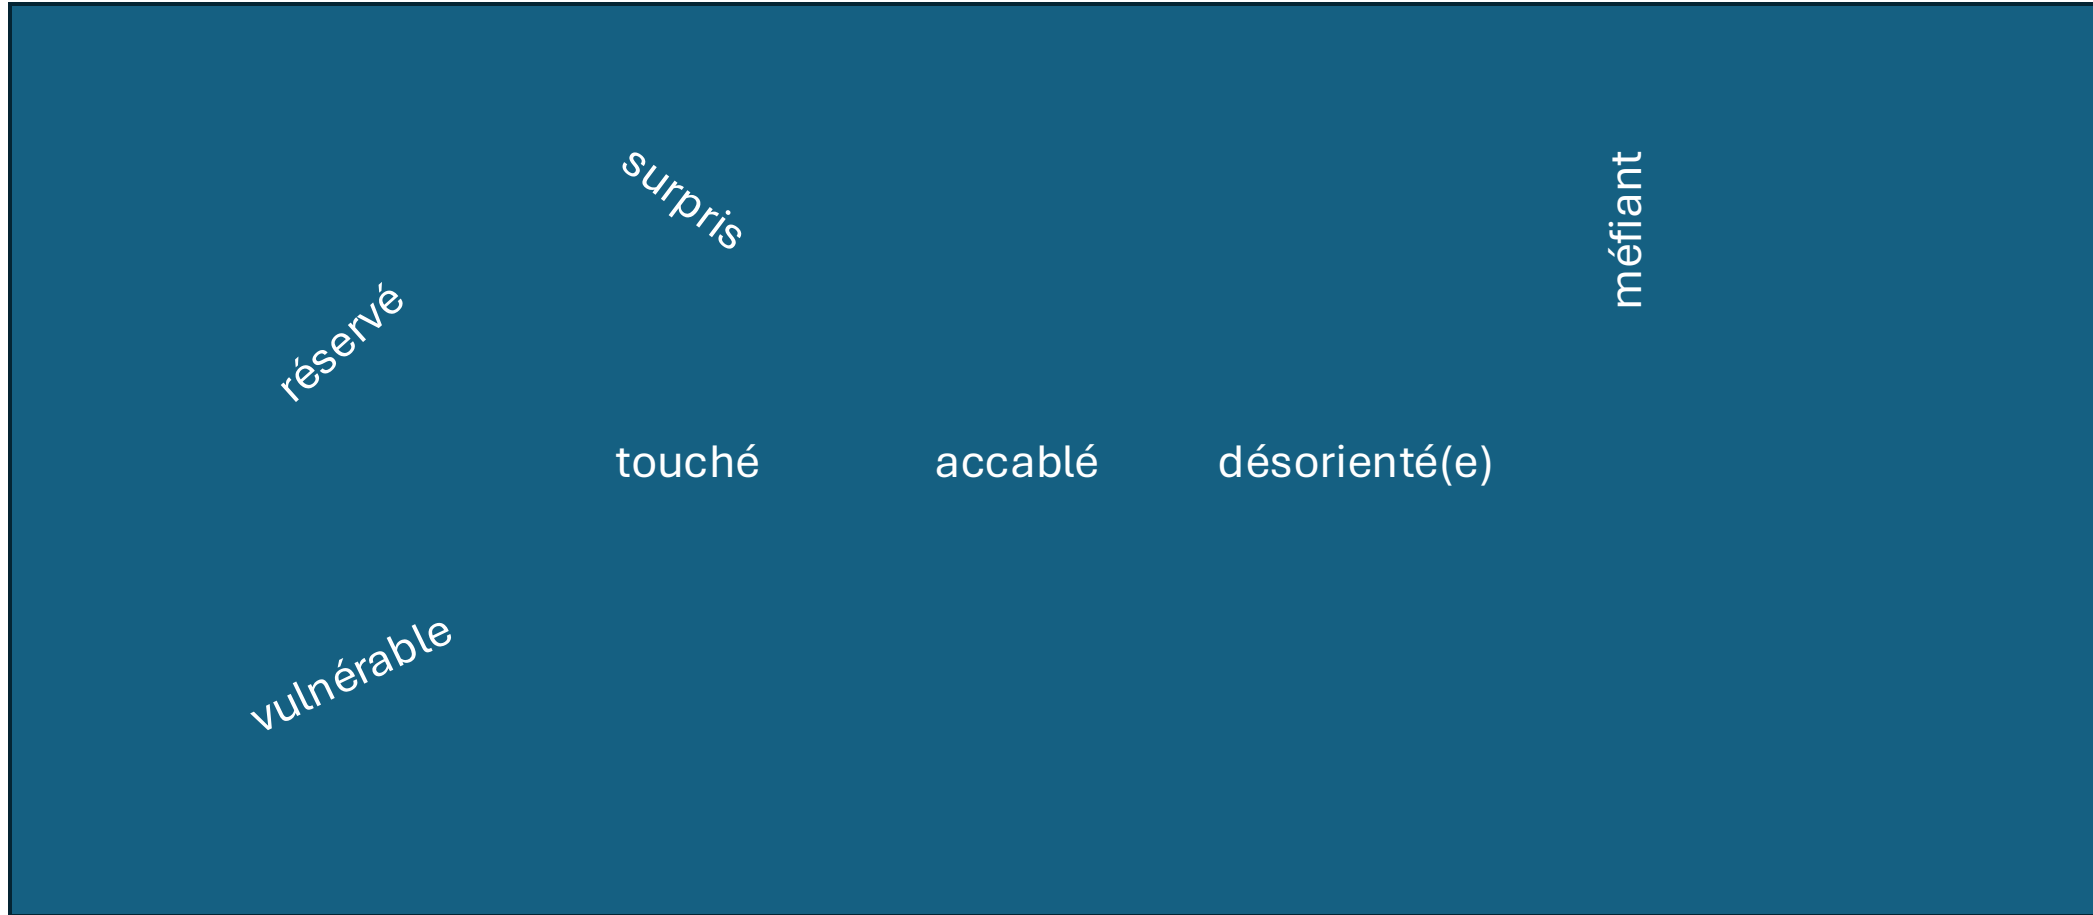 surpris
méfiant
réservé
touché accablé désorienté(e)
vulnérable